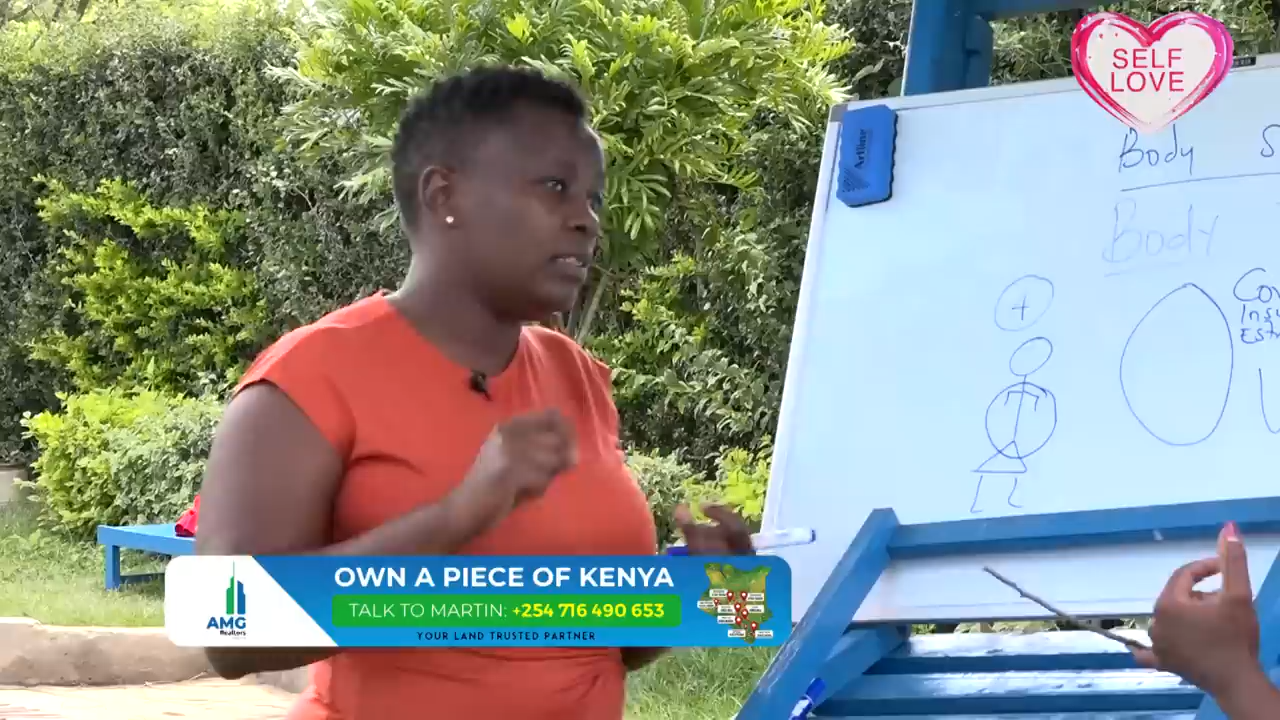 SELF
LOVE
Artline
Body S
Body
+
OWN A PIECE OF KENYA
TALK TO MARTIN: +254 716 490 653
YOUR LAND TRUSTED PARTNER
AMG
Realtors